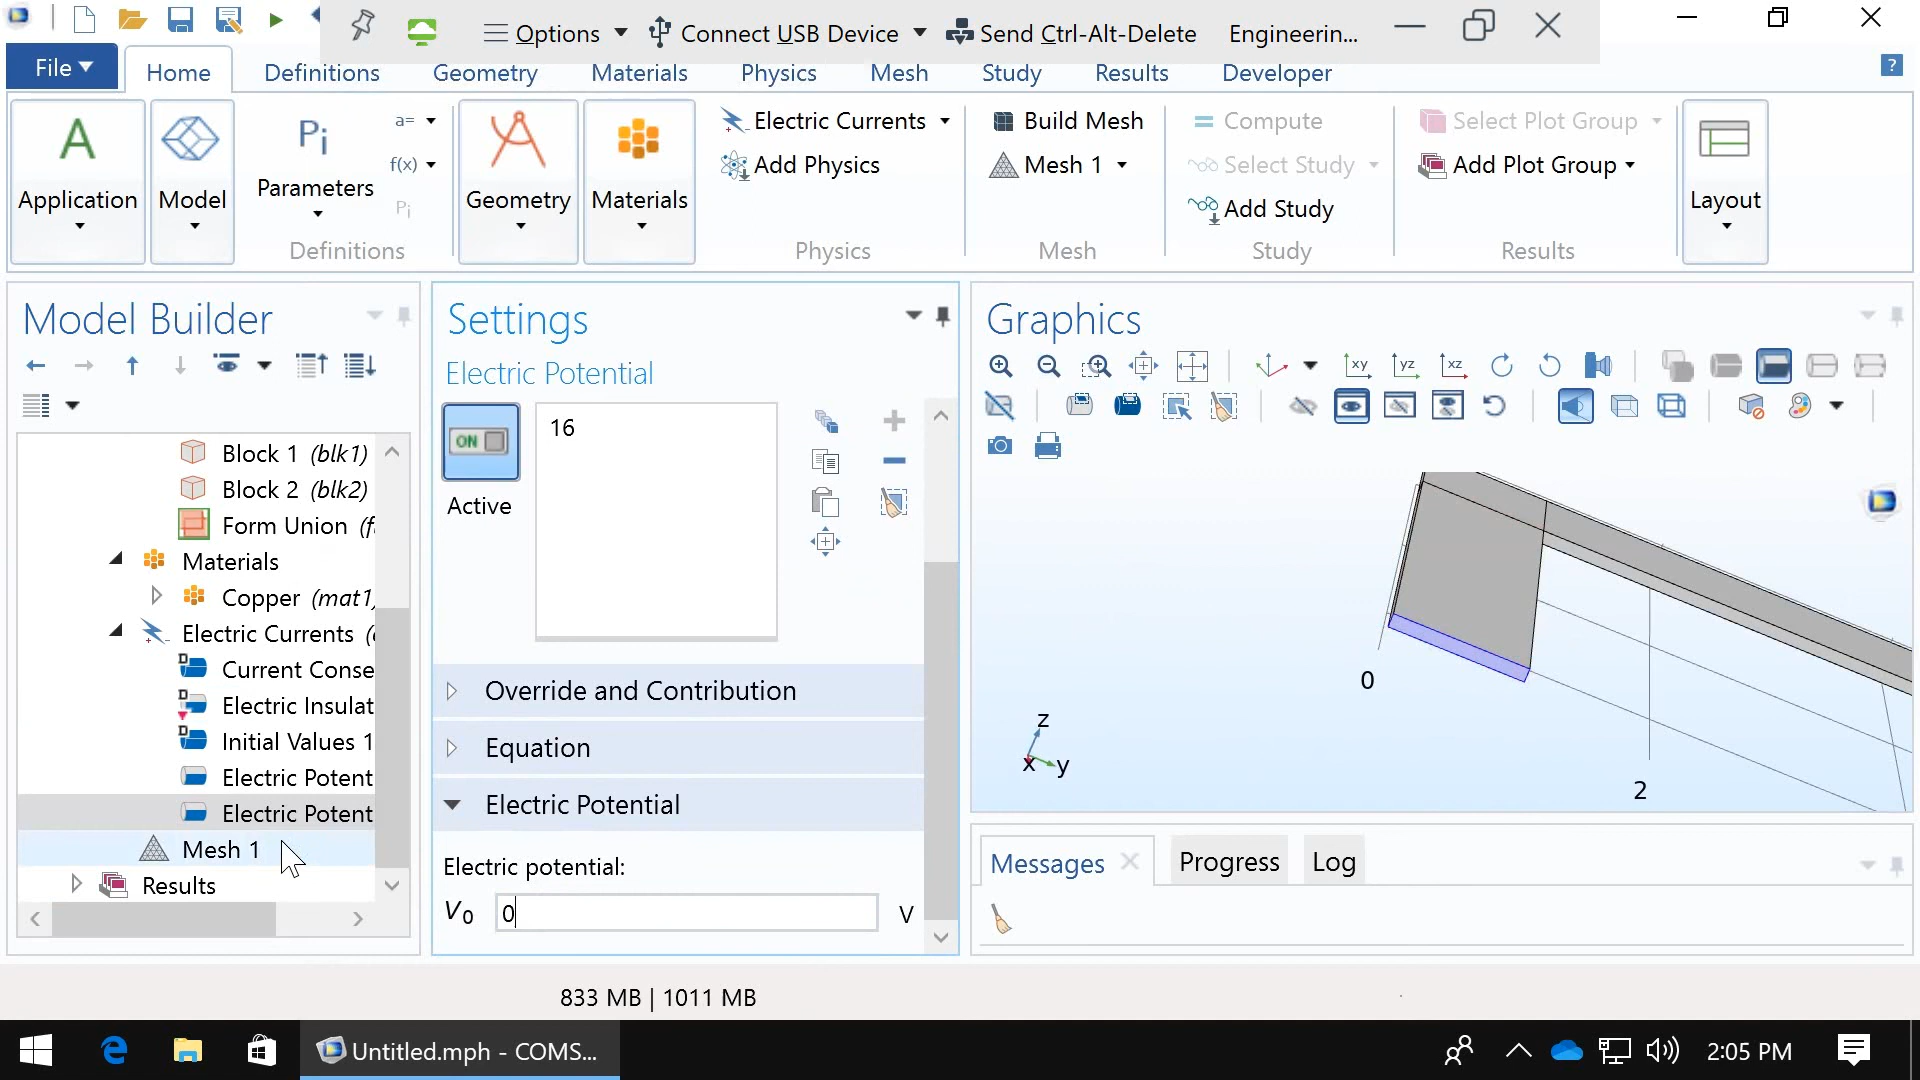 Options
Connect USB Device
Send Ctrl-Alt-Delete
Engineerin...
File
Home
Definitions
Geometry
Materials
Physics
Mesh
Study
Results
Developer
?
A
Application
Model
Pi
Parameters
a=
f(x)
Pi
Definitions
Geometry
Materials
Electric Currents
Add Physics
Physics
Build Mesh
Mesh 1
Mesh
Compute
Select Study
Add Study
Study
Select Plot Group
Add Plot Group
Results
Layout
Model Builder
Block 1 (blk1)
Block 2 (blk2)
Form Union (f
Materials
Copper (mat1)
Electric Currents (
D Current Conse
D Electric Insulat
D Initial Values 1
Electric Potent
Electric Potent
Mesh 1
Results
Settings
Electric Potential
ON
Active
16
Override and Contribution
Equation
Electric Potential
Electric potential:
V0 0 V
Graphics
xy
yz
xz
0
2
z
x
y
Messages
Progress
Log
833 MB | 1011 MB
Untitled.mph - COMS...
2:05 PM